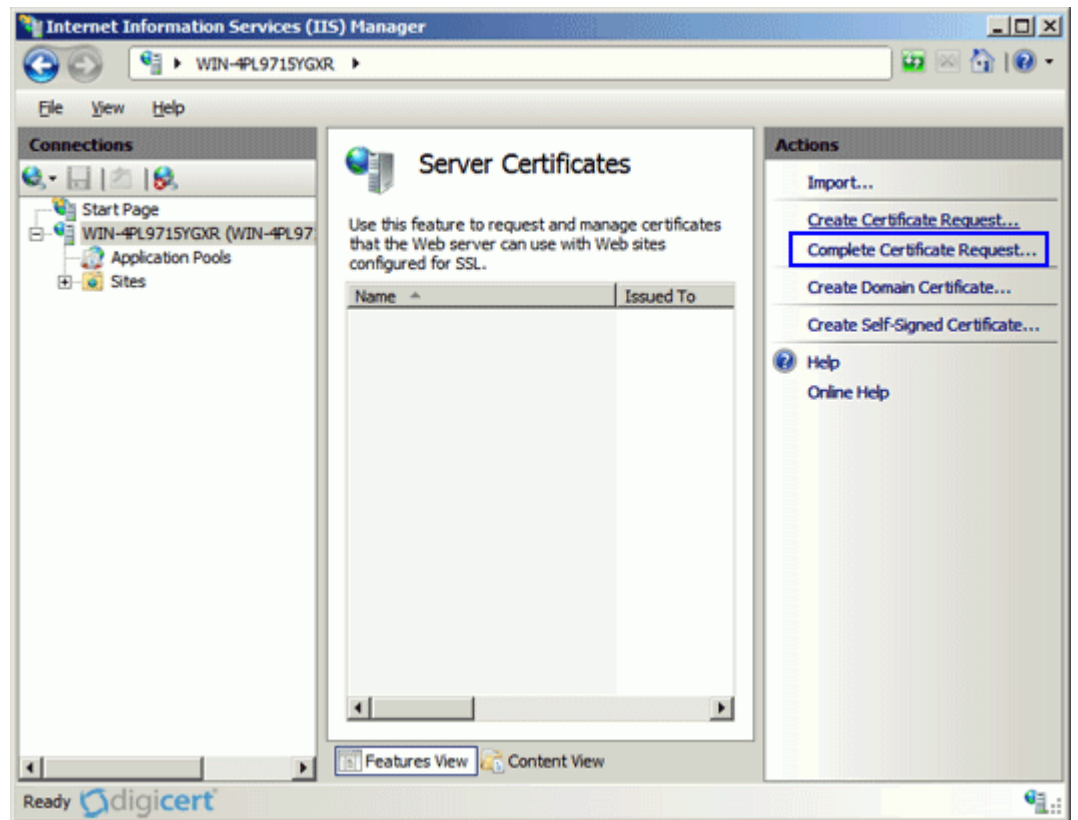 Internet Information Services (IIS) Manager
WIN-4PL9715YGXR
File View Help
Connections
Start Page
WIN-4PL9715YGXR (WIN-4PL97
Application Pools
Sites
Server Certificates
Use this feature to request and manage certificates
that the Web server can use with Web sites
configured for SSL.
Name Issued To
Features View Content View
Actions
Import...
Create Certificate Request...
Complete Certificate Request...
Create Domain Certificate...
Create Self-Signed Certificate...
Help
Online Help
Ready digicert